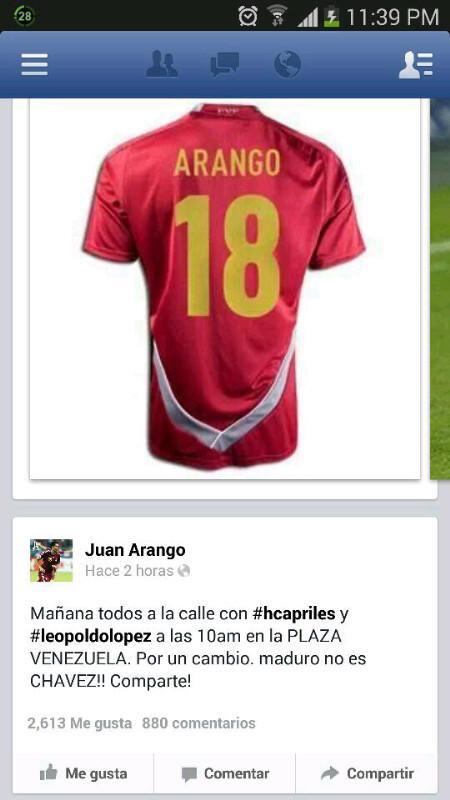 28
11:39 PM
ARANGO
18
Juan Arango
Hace 2 horas
Mañana todos a la calle con #hcapriles y
#leopoldolopez a las 10am en la PLAZA
VENEZUELA. Por un cambio. maduro no es
CHAVEZ!! Comparte!
2,613 Me gusta 880 comentarios
Me gusta Comentar Compartir